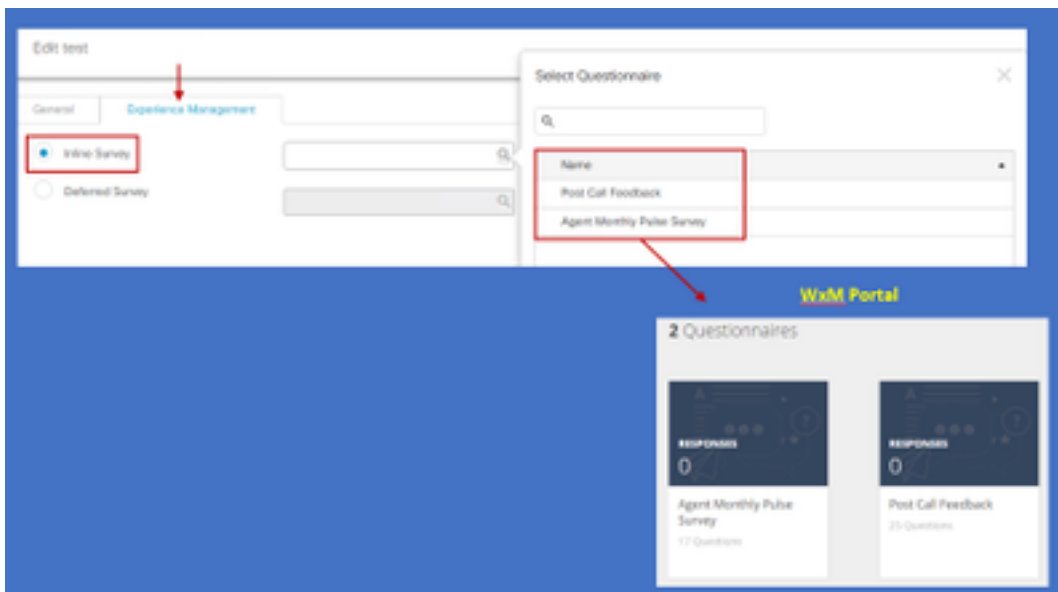 Edit test
General
Experience Management
Inline Survey
Deferred Survey
Select Questionnaire
Name
Post Call Feedback
Agent Monthly Pulse Survey
WxM Portal
2 Questionnaires
RESPONSES
0
Agent Monthly Pulse
Survey
17 Questions
RESPONSES
0
Post Call Feedback
25 Questions